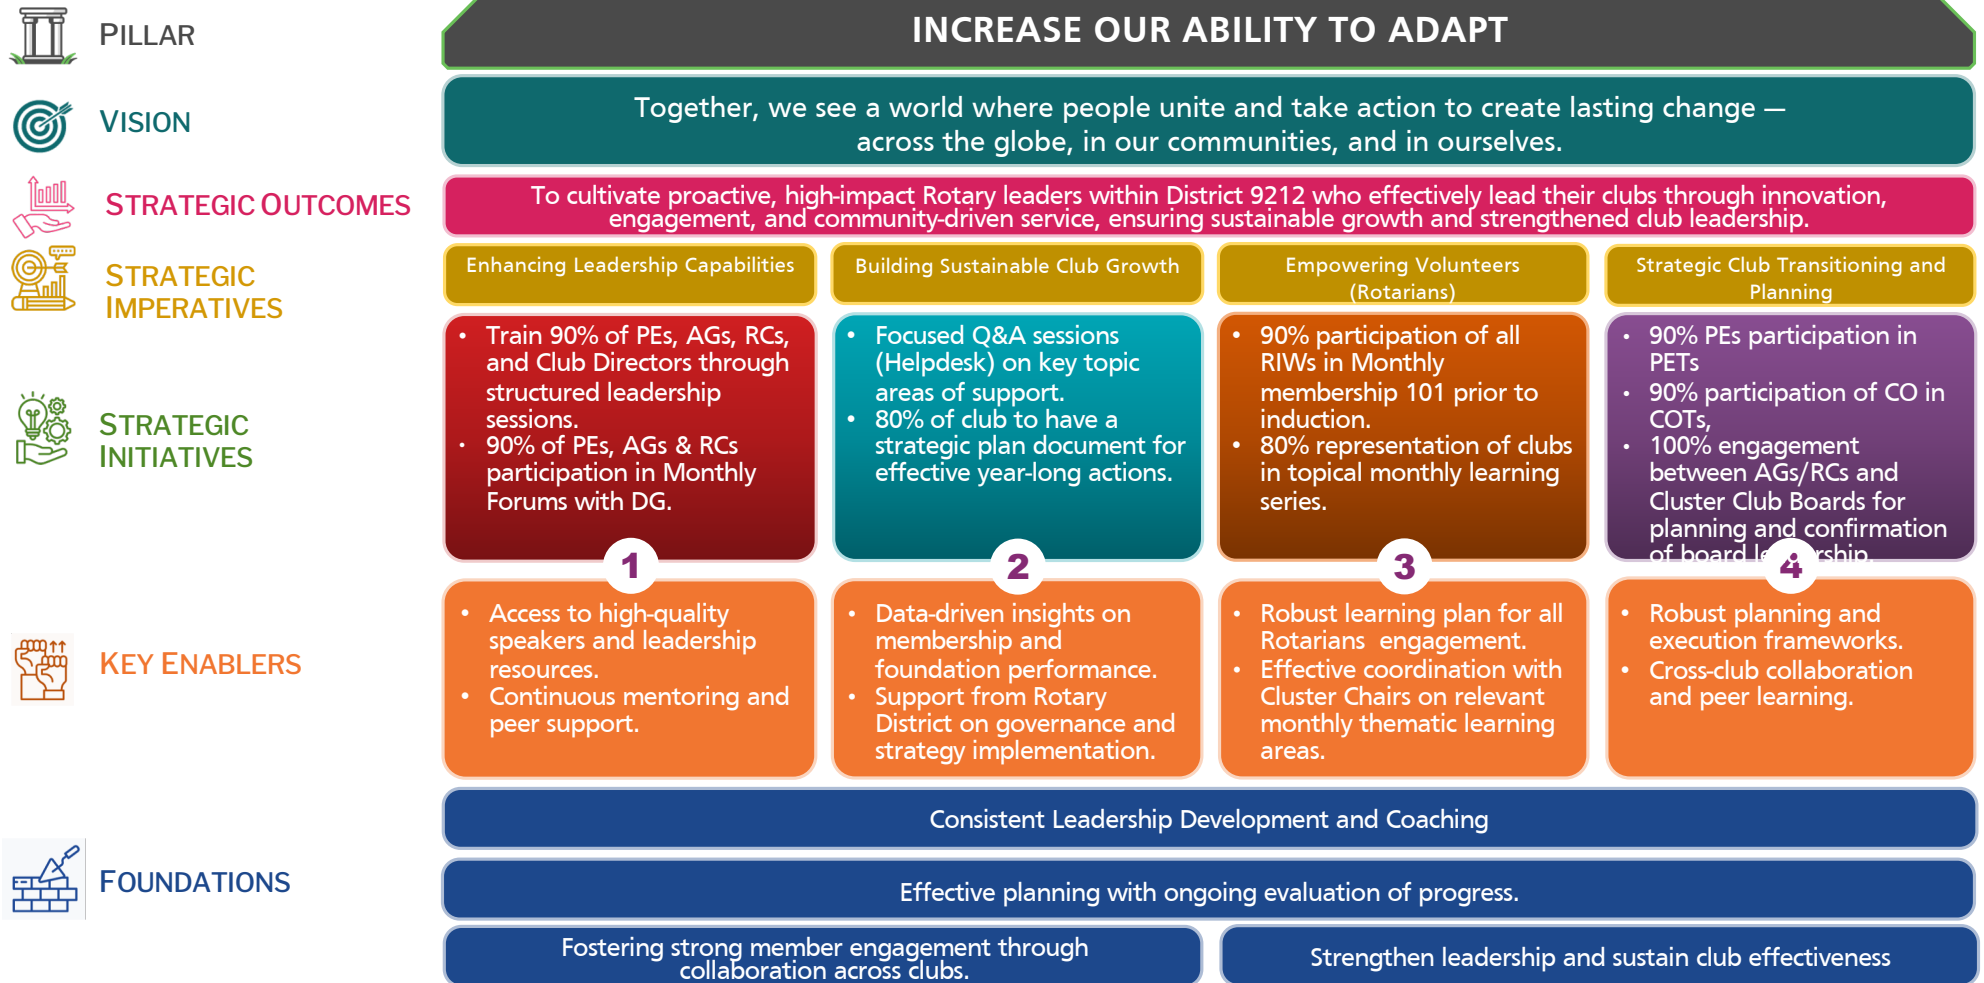 PILLAR
INCREASE OUR ABILITY TO ADAPT
VISION
Together, we see a world where people unite and take action to create lasting change —
across the globe, in our communities, and in ourselves.
STRATEGIC OUTCOMES
To cultivate proactive, high-impact Rotary leaders within District 9212 who effectively lead their clubs through innovation,
engagement, and community-driven service, ensuring sustainable growth and strengthened club leadership.
STRATEGIC
IMPERATIVES
Enhancing Leadership Capabilities
Building Sustainable Club Growth
Empowering Volunteers
(Rotarians)
Strategic Club Transitioning and
Planning
STRATEGIC
INITIATIVES
• Train 90% of PEs, AGs, RCs,
and Club Directors through
structured leadership
sessions.
• 90% of PEs, AGs & RCs
participation in Monthly
Forums with DG.
1
• Focused Q&A sessions
(Helpdesk) on key topic
areas of support.
• 80% of club to have a
strategic plan document for
effective year-long actions.
2
• 90% participation of all
RIWs in Monthly
membership 101 prior to
induction.
• 80% representation of clubs
in topical monthly learning
series.
3
• 90% PEs participation in
PETs
• 90% participation of CO in
COTs,
• 100% engagement
between AGs/RCs and
Cluster Club Boards for
planning and confirmation
of board
4
KEY ENABLERS
• Access to high-quality
speakers and leadership
resources.
• Continuous mentoring and
peer support.
• Data-driven insights on
membership and
foundation performance.
• Support from Rotary
District on governance and
strategy implementation.
• Robust learning plan for all
Rotarians engagement.
• Effective coordination with
Cluster Chairs on relevant
monthly thematic learning
areas.
• Robust planning and
execution frameworks.
• Cross-club collaboration
and peer learning.
FOUNDATIONS
Consistent Leadership Development and Coaching
Effective planning with ongoing evaluation of progress.
Fostering strong member engagement through
collaboration across clubs.
Strengthen leadership and sustain club effectiveness